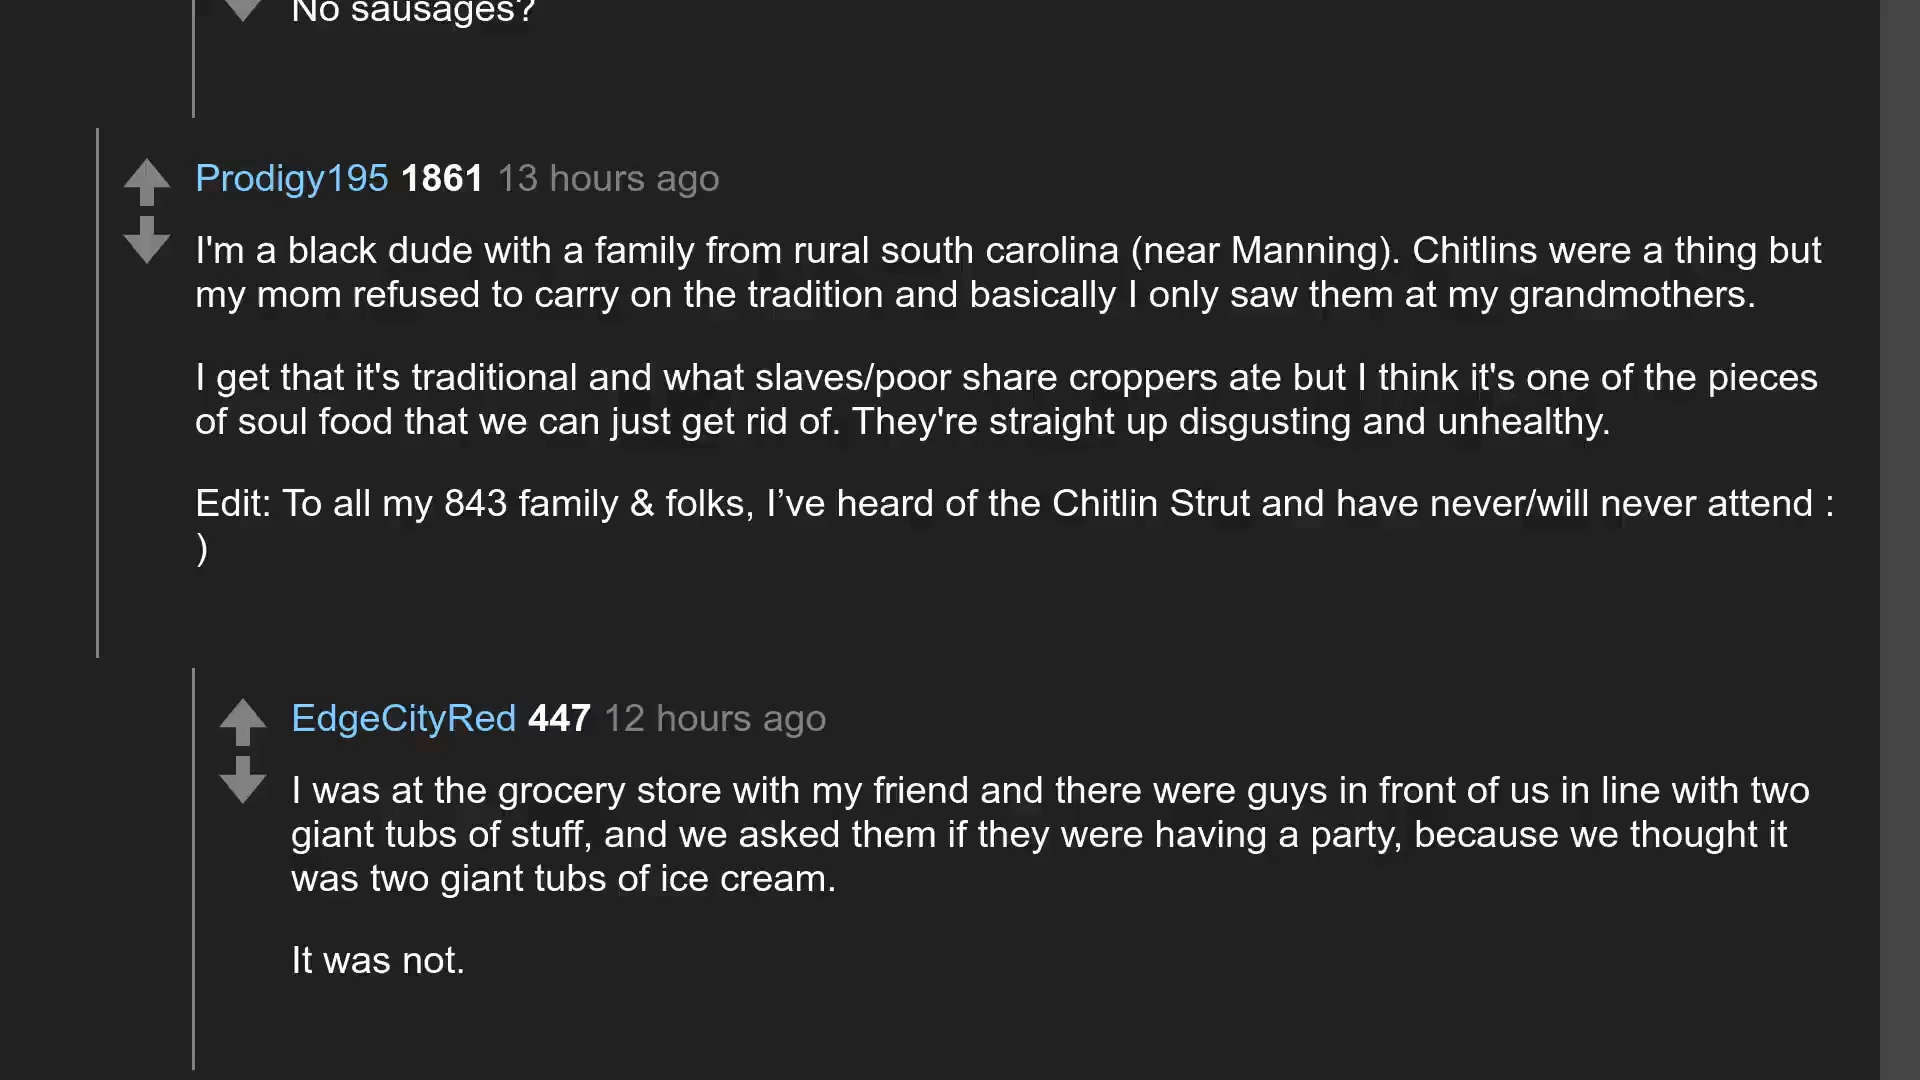 No sausages?
Prodigy195 1861 13 hours ago
I'm a black dude with a family from rural south carolina (near Manning). Chitlins were a thing but
my mom refused to carry on the tradition and basically I only saw them at my grandmothers.
I get that it's traditional and what slaves/poor share croppers ate but I think it's one of the pieces
of soul food that we can just get rid of. They're straight up disgusting and unhealthy.
Edit: To all my 843 family & folks, I’ve heard of the Chitlin Strut and have never/will never attend :
)
EdgeCityRed 447 12 hours ago
I was at the grocery store with my friend and there were guys in front of us in line with two
giant tubs of stuff, and we asked them if they were having a party, because we thought it
was two giant tubs of ice cream.
It was not.